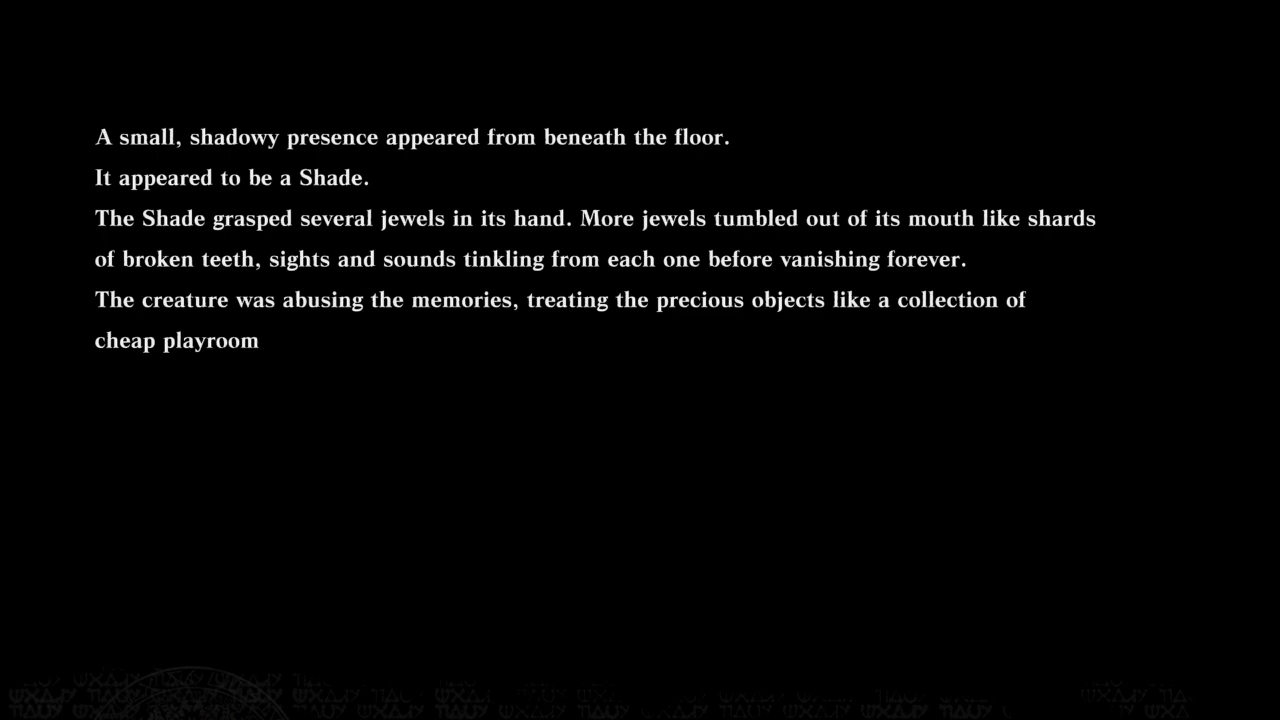 A small, shadowy presence appeared from beneath the floor.
It appeared to be a Shade.
The Shade grasped several jewels in its hand. More jewels tumbled out of its mouth like shards
of broken teeth, sights and sounds tinkling from each one before vanishing forever.
The creature was abusing the memories, treating the precious objects like a collection of
cheap playroom